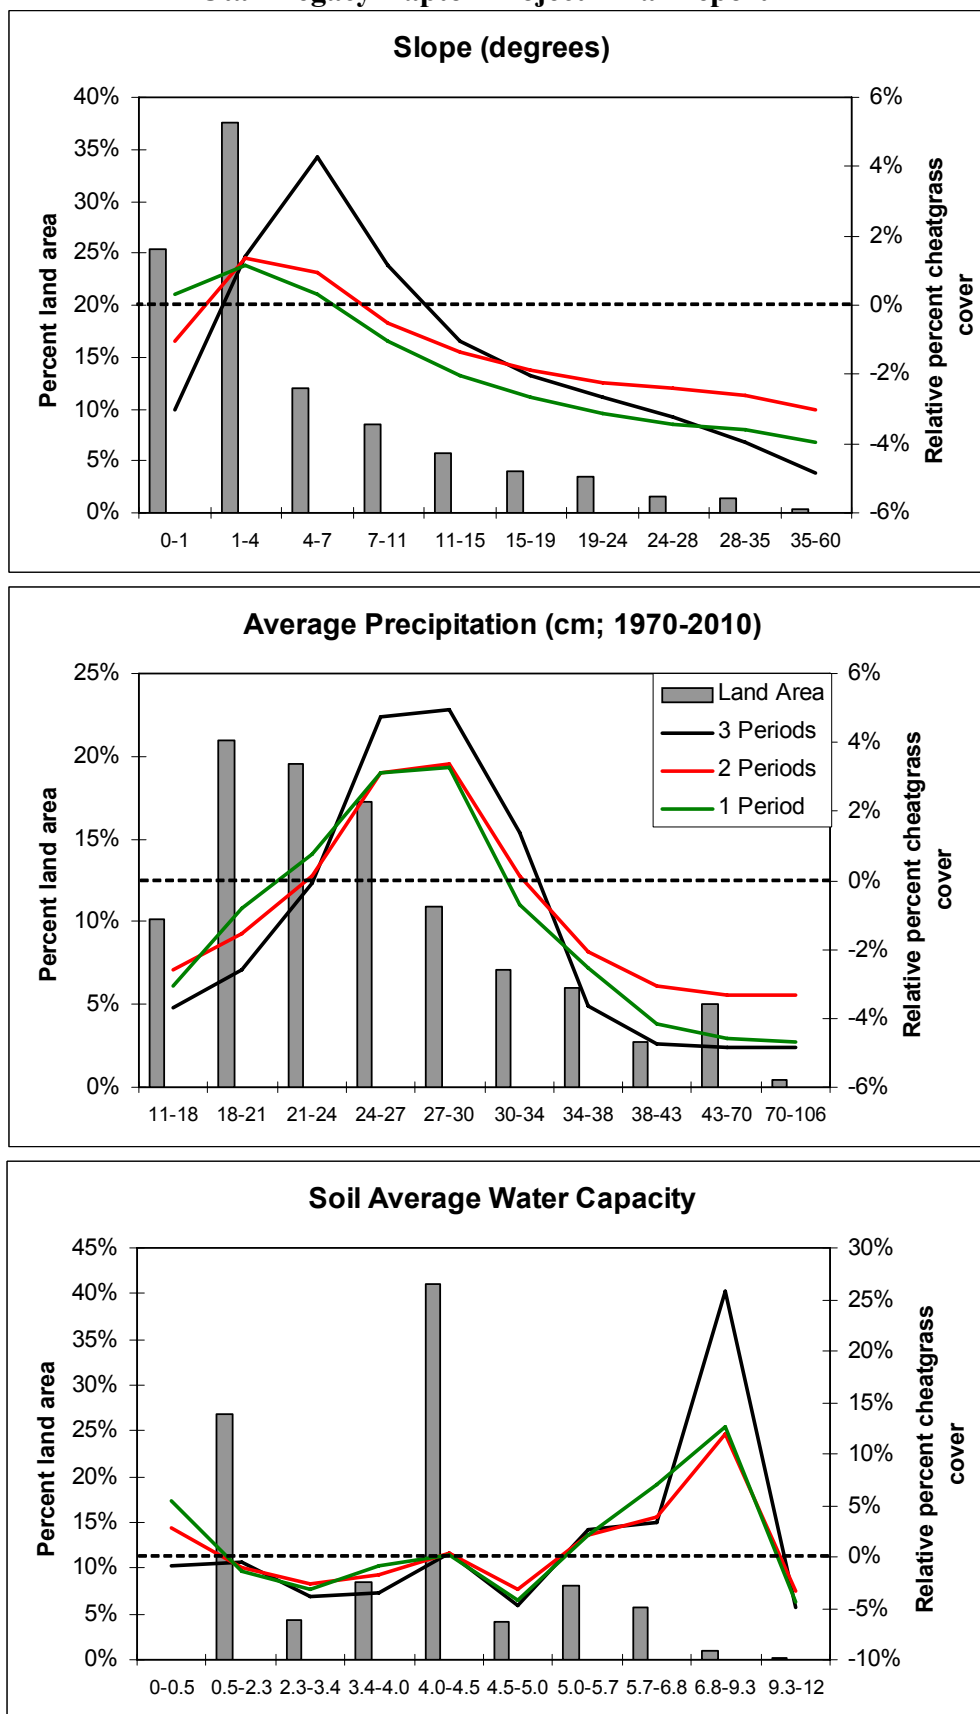 Slope (degrees)
40%
35%
30%
25%
20%
15%
10%
5%
0%
6%
4%
2%
0%
-2%
-4%
-6%
Percent land area
Relative percent cheatgrass
cover
0-1 1-4 4-7 7-11 11-15 15-19 19-24 24-28 28-35 35-60
Average Precipitation (cm; 1970-2010)
25%
20%
15%
10%
5%
0%
6%
4%
2%
0%
-2%
-4%
-6%
Land Area
3 Periods
2 Periods
1 Period
Percent land area
Relative percent cheatgrass
cover
11-18 18-21 21-24 24-27 27-30 30-34 34-38 38-43 43-70 70-106
Soil Average Water Capacity
45%
40%
35%
30%
25%
20%
15%
10%
5%
0%
30%
25%
20%
15%
10%
5%
0%
-5%
-10%
Percent land area
Relative percent cheatgrass
cover
0-0.5 0.5-2.3 2.3-3.4 3.4-4.0 4.0-4.5 4.5-5.0 5.0-5.7 5.7-6.8 6.8-9.3 9.3-12